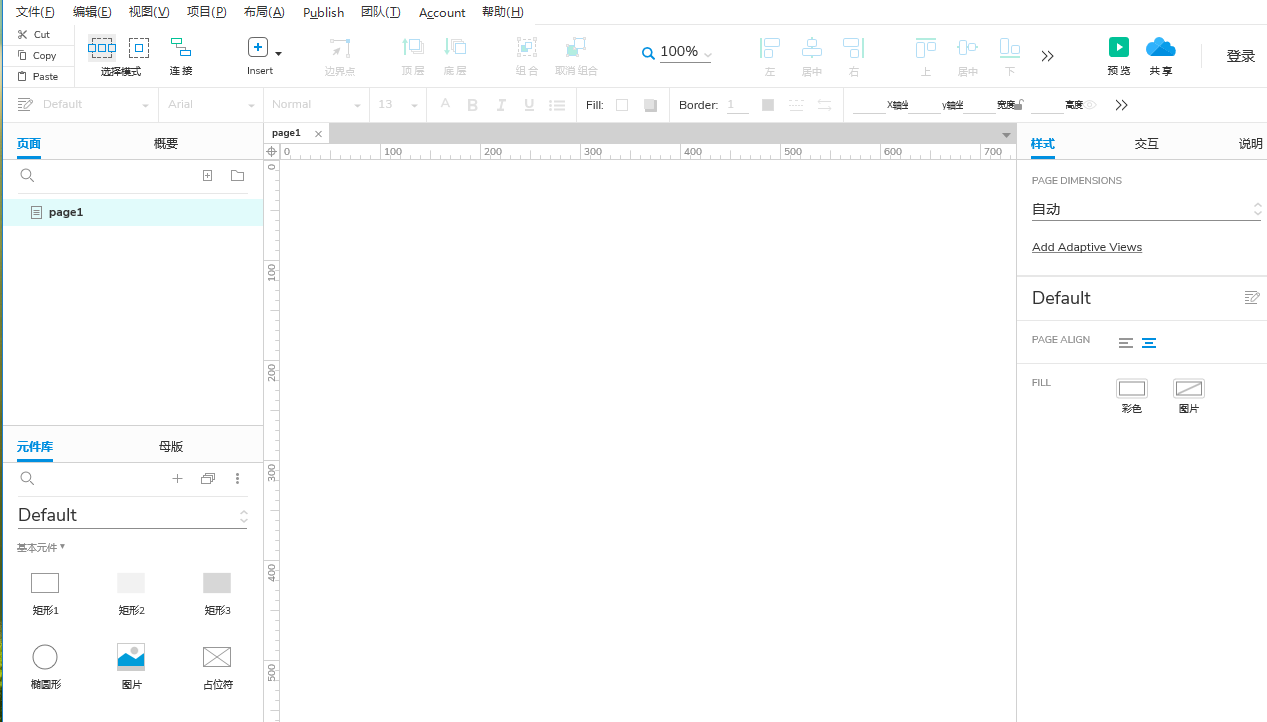 文件(F) 编辑(E) 视图(V) 项目(P) 布局(A) Publish 团队(T) Account 帮助(H)
Cut
Copy
Paste
选择模式 连接 Insert 边界点 顶层 底层 组合 取消组合 100% 左 居中 右 上 居中 下 预览 共享 登录
Default Arial Normal 13 A B I U Fill: Border: 1 X轴坐 y轴坐 宽度 高度
页面 概要
page1
page1
0 100 200 300 400 500 600 700
0
100
200
300
400
500
元件库 母版
Default
基本元件
矩形1 矩形2 矩形3
椭圆形 图片 占位符
样式 交互 说明
PAGE DIMENSIONS
自动
Add Adaptive Views
Default
PAGE ALIGN
FILL
彩色 图片